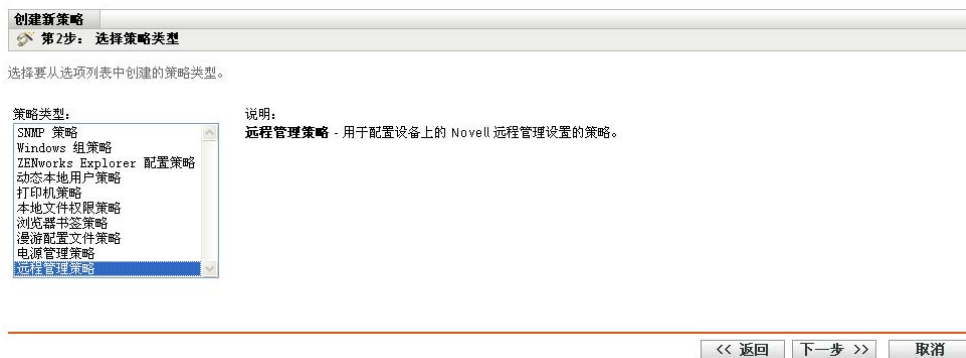 创建新策略
第2步： 选择策略类型
选择要从选项列表中创建的策略类型。
策略类型：
SNMP 策略
Windows 组策略
ZENworks Explorer 配置策略
动态本地用户策略
打印机策略
本地文件权限策略
浏览器书签策略
漫游配置文件策略
电源管理策略
远程管理策略
说明：
远程管理策略 - 用于配置设备上的 Novell 远程管理设置的策略。
<< 返回
下一步 >>
取消